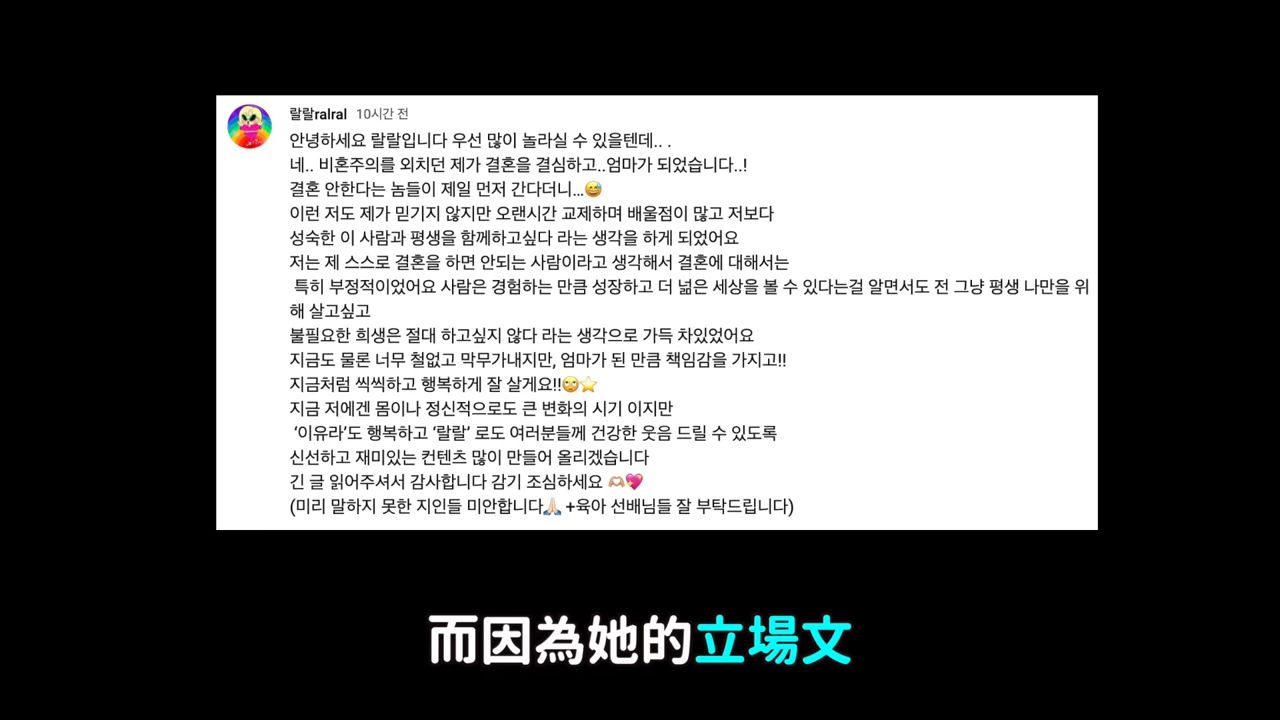 랄랄ralral 10시간 전
안녕하세요 랄랄입니다 우선 많이 놀라실 수 있을텐데.. .
네.. 비혼주의를 외치던 제가 결혼을 결심하고..엄마가 되었습니다..!
결혼 안한다는 놈들이 제일 먼저 간다더니...😅
이런 저도 제가 믿기지 않지만 오랜시간 교제하며 배울점이 많고 저보다
성숙한 이 사람과 평생을 함께하고싶다 라는 생각을 하게 되었어요
저는 제 스스로 결혼을 하면 안되는 사람이라고 생각해서 결혼에 대해서는
특히 부정적이었어요 사람은 경험하는 만큼 성장하고 더 넓은 세상을 볼 수 있다는걸 알면서도 전 그냥 평생 나만을 위
해 살고싶고
불필요한 희생은 절대 하고싶지 않다 라는 생각으로 가득 차있었어요
지금도 물론 너무 철없고 막무가내지만, 엄마가 된 만큼 책임감을 가지고!!
지금처럼 씩씩하고 행복하게 잘 살게요!!🙄⭐
지금 저에겐 몸이나 정신적으로도 큰 변화의 시기 이지만
‘이유라’도 행복하고 ‘랄랄’ 로도 여러분들께 건강한 웃음 드릴 수 있도록
신선하고 재미있는 컨텐츠 많이 만들어 올리겠습니다
긴 글 읽어주셔서 감사합니다 감기 조심하세요 🫶🏻💖
(미리 말하지 못한 지인들 미안합니다🙏🏻 +육아 선배님들 잘 부탁드립니다)
而因為她的立場文